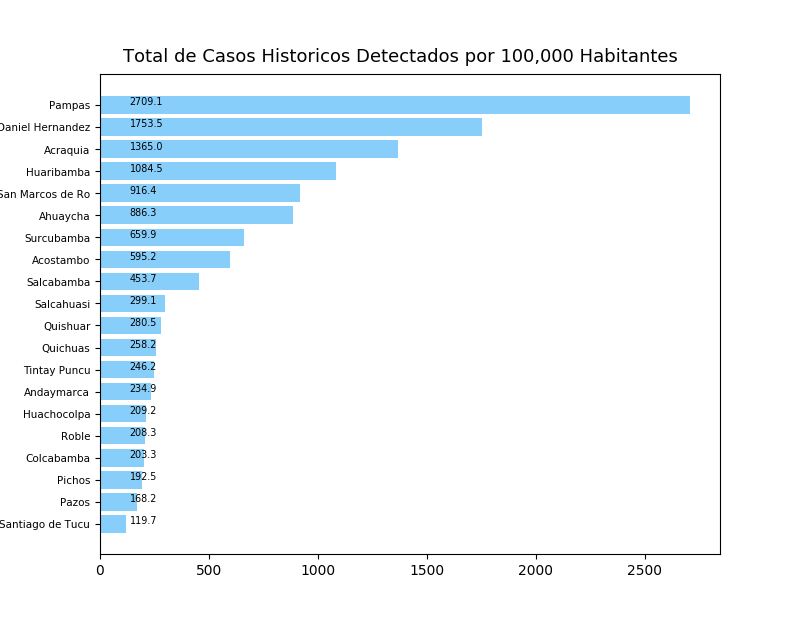 Total de Casos Historicos Detectados por 100,000 Habitantes
Pampas 2709.1
Daniel Hernandez 1753.5
Acraquia 1365.0
Huaribamba 1084.5
San Marcos de Ro 916.4
Ahuaycha 886.3
Surcubamba 659.9
Acostambo 595.2
Salcabamba 453.7
Salcahuasi 299.1
Quishuar 280.5
Quichuas 258.2
Tintay Puncu 246.2
Andaymarca 234.9
Huachocolpa 209.2
Roble 208.3
Colcabamba 203.3
Pichos 192.5
Pazos 168.2
Santiago de Tucu 119.7
0 500 1000 1500 2000 2500